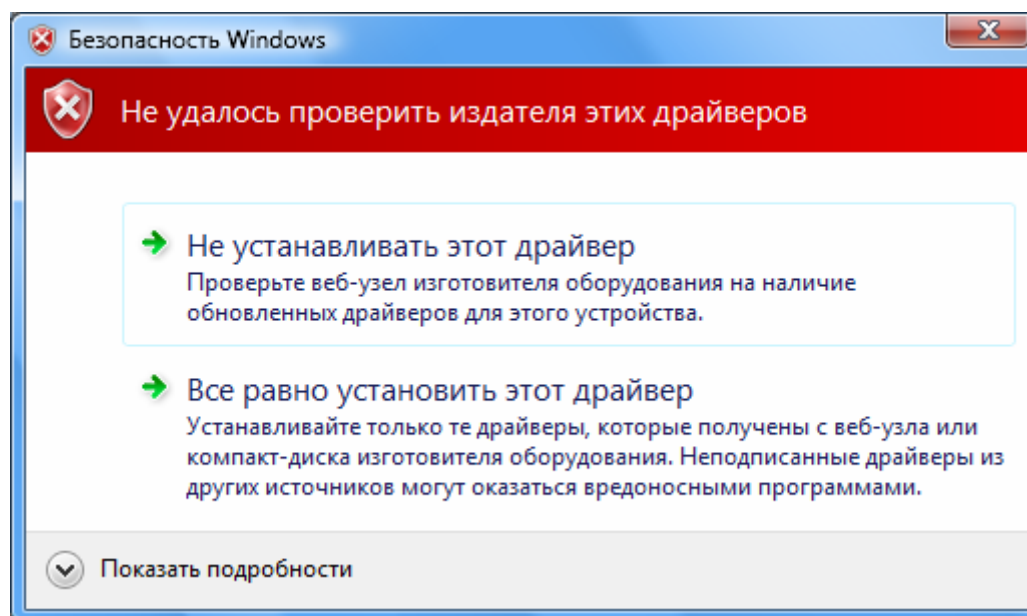 Безопасность Windows
Не удалось проверить издателя этих драйверов
Не устанавливать этот драйвер
Проверьте веб-узел изготовителя оборудования на наличие
обновленных драйверов для этого устройства.
Все равно установить этот драйвер
Устанавливайте только те драйверы, которые получены с веб-узла или
компакт-диска изготовителя оборудования. Неподписанные драйверы из
других источников могут оказаться вредоносными программами.
Показать подробности